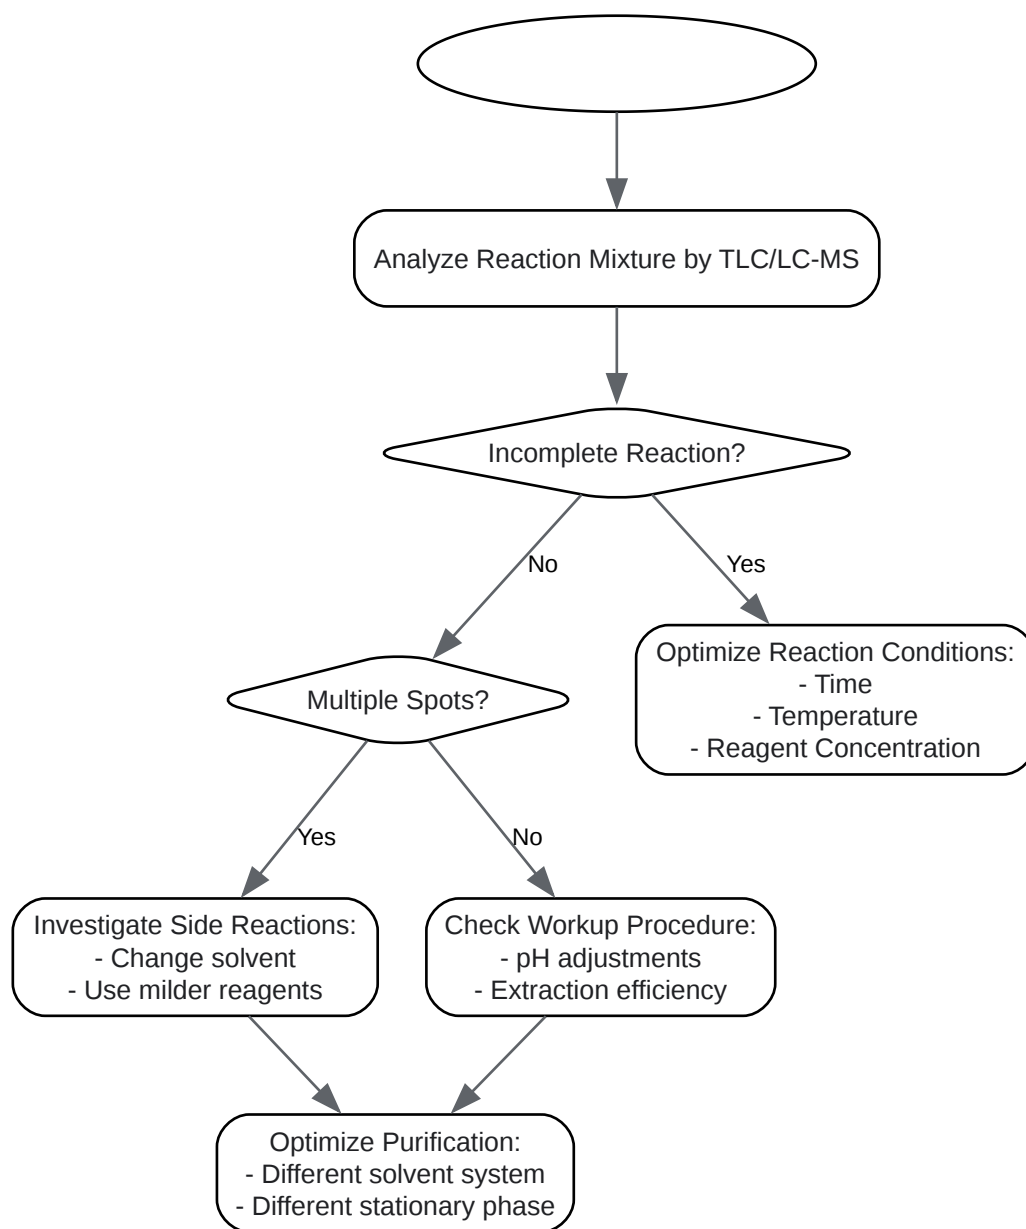 Analyze Reaction Mixture by TLC/LC-MS
Incomplete Reaction?
No
Yes
Optimize Reaction Conditions:
- Time
- Temperature
- Reagent Concentration
Multiple Spots?
Yes
No
Investigate Side Reactions:
- Change solvent
- Use milder reagents
Check Workup Procedure:
- pH adjustments
- Extraction efficiency
Optimize Purification:
- Different solvent system
- Different stationary phase